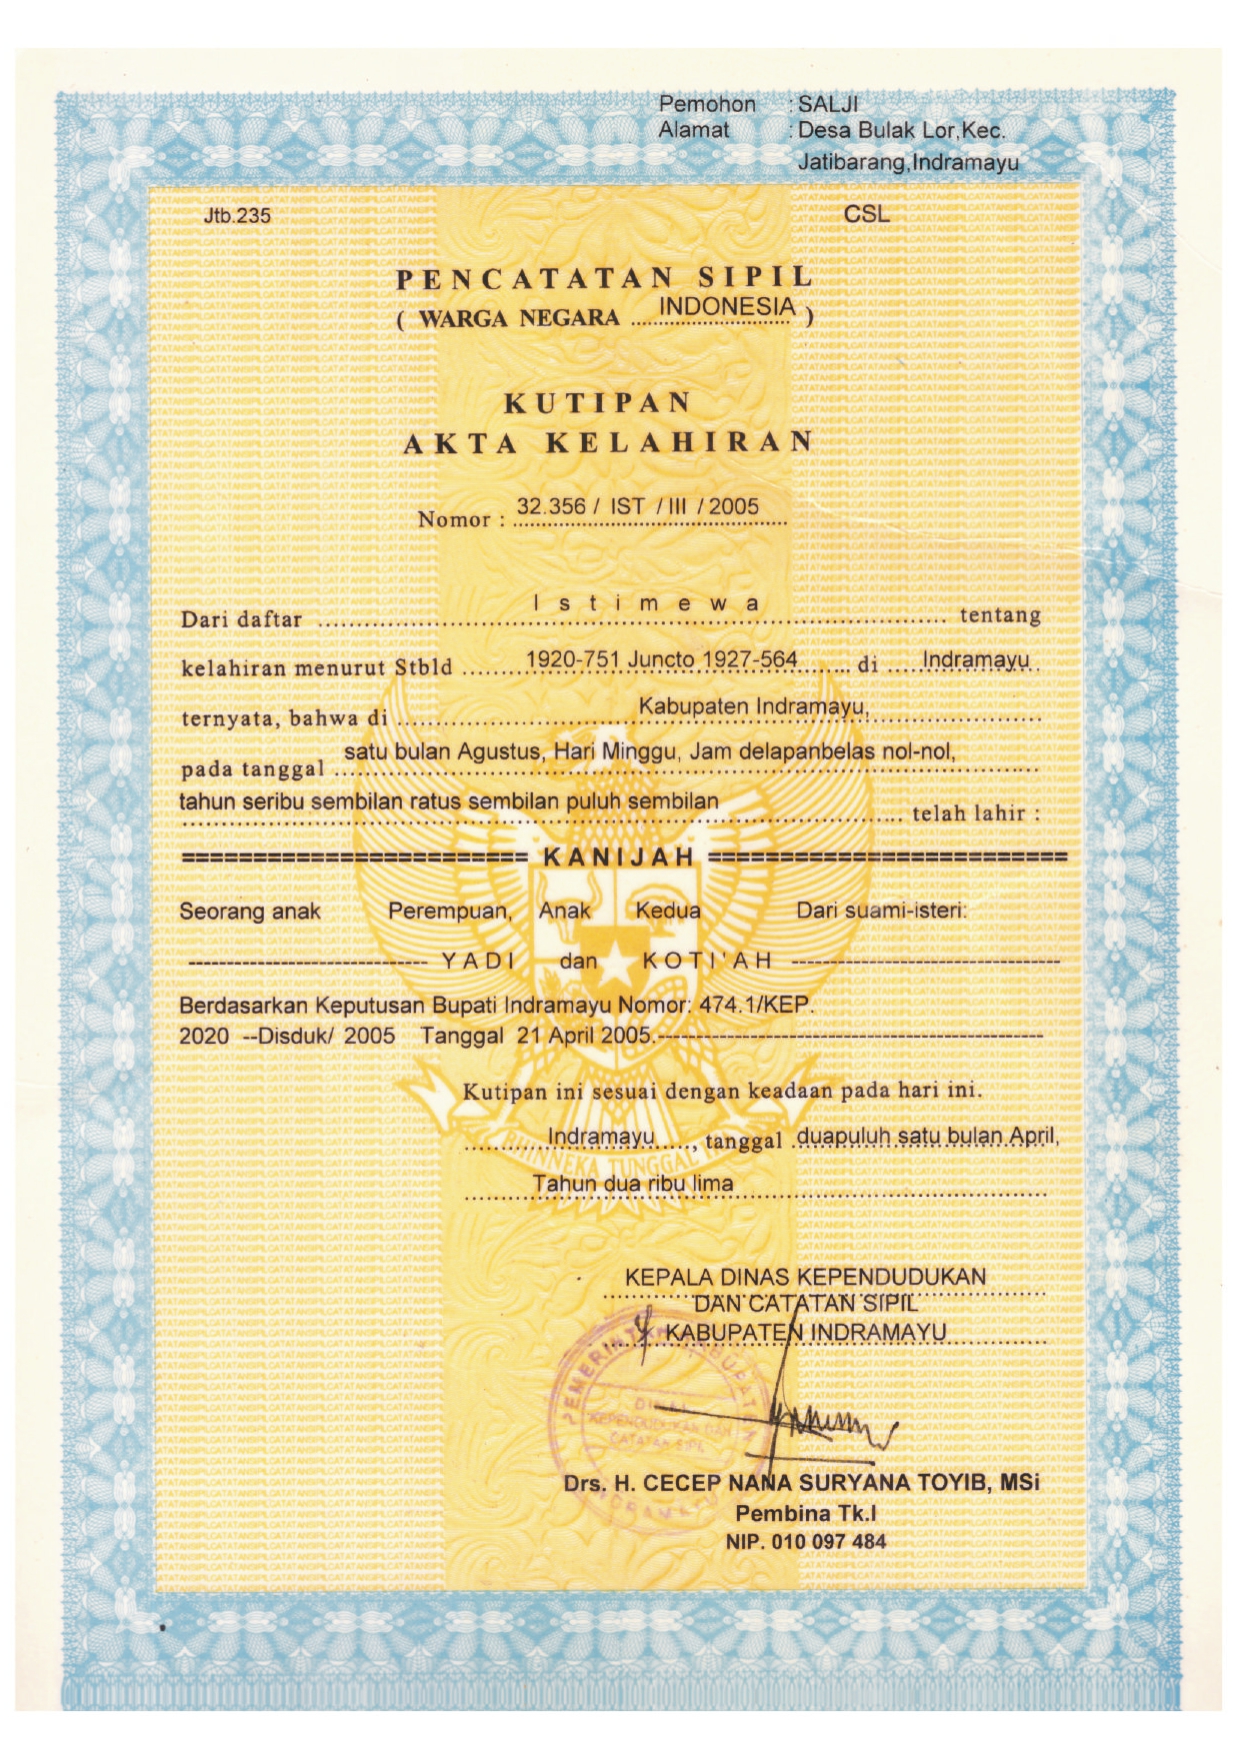 Pemohon : SALJI
Alamat : Desa Bulak Lor,Kec.
Jatibarang,Indramayu
Jtb.235 CSL
PENCATATAN SIPIL
( WARGA NEGARA INDONESIA )
KUTIPAN
AKTA KELAHIRAN
Nomor : 32.356 / IST / III / 2005
Dari daftar Istimewa tentang
kelahiran menurut Stbld 1920-751 Juncto 1927-564 di Indramayu
ternyata, bahwa di Kabupaten Indramayu,
pada tanggal satu bulan Agustus, Hari Minggu, Jam delapanbelas nol-nol,
tahun seribu sembilan ratus sembilan puluh sembilan telah lahir :
======================== KANIJAH =========================
Seorang anak Perempuan, Anak Kedua Dari suami-isteri:
------------------------------ YADI dan KOTI'AH ----------------------------------
Berdasarkan Keputusan Bupati Indramayu Nomor: 474.1/KEP.
2020 --Disduk/ 2005 Tanggal 21 April 2005.------------------------------------------------
Kutipan ini sesuai dengan keadaan pada hari ini.
Indramayu, tanggal duapuluh satu bulan April,
Tahun dua ribu lima
BHINNEKA TUNGGAL
KEPALA DINAS KEPENDUDUKAN
DAN CATATAN SIPIL
KABUPATEN INDRAMAYU
PEMERINTAH KABUPATEN
DINAS
KEPENDUDUKAN DAN
CATATAN SIPIL
INDRAMAYU
Drs. H. CECEP NANA SURYANA TOYIB, MSi
Pembina Tk.I
NIP. 010 097 484